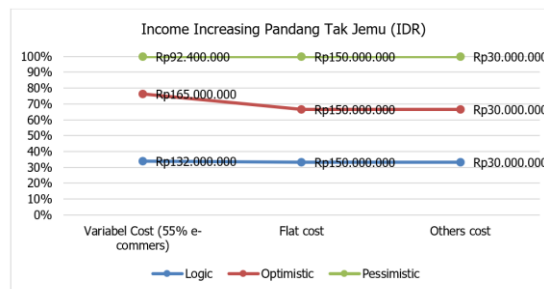 Income Increasing Pandang Tak Jemu (IDR)
100%
90%
80%
70%
60%
50%
40%
30%
20%
10%
0%
Rp92.400.000
Rp150.000.000
Rp30.000.000
Rp165.000.000
Rp150.000.000
Rp30.000.000
Rp132.000.000
Rp150.000.000
Rp30.000.000
Variabel Cost (55% e-
commers)
Flat cost
Others cost
Logic
Optimistic
Pessimistic